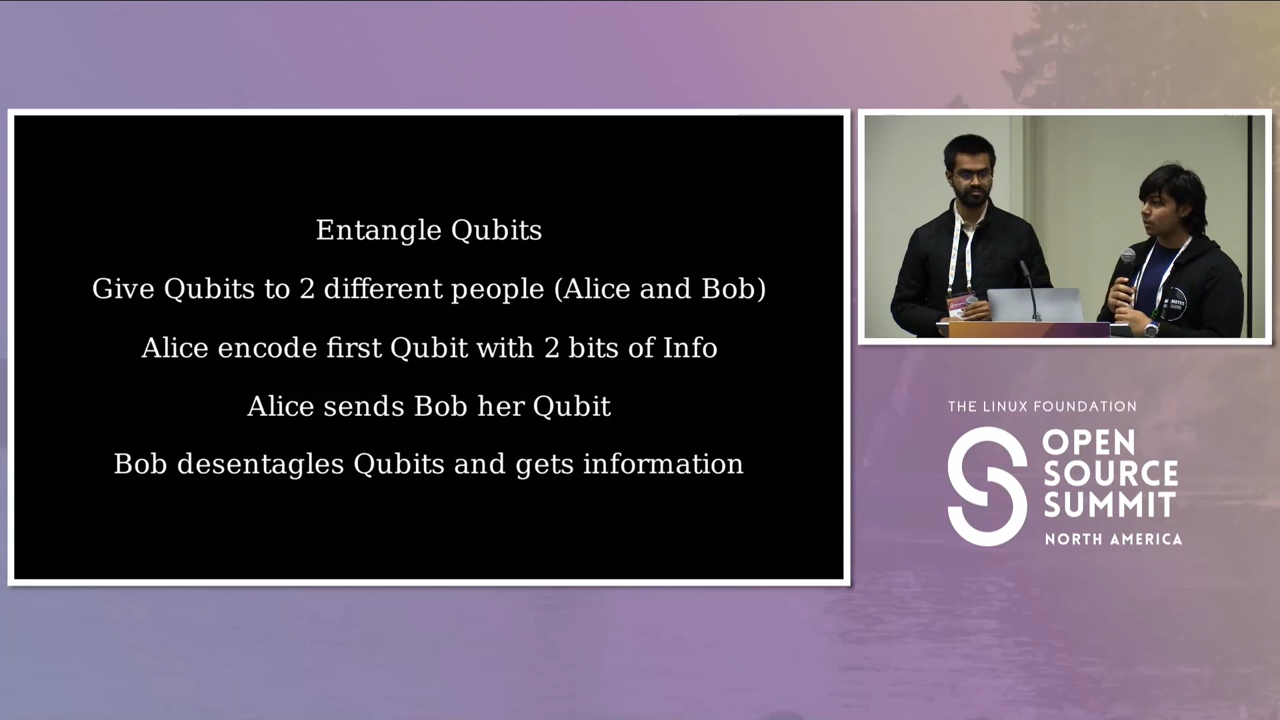 Entangle Qubits
Give Qubits to 2 different people (Alice and Bob)
Alice encode first Qubit with 2 bits of Info
Alice sends Bob her Qubit
Bob desentagles Qubits and gets information
THE LINUX FOUNDATION
OPEN
SOURCE
SUMMIT
NORTH AMERICA